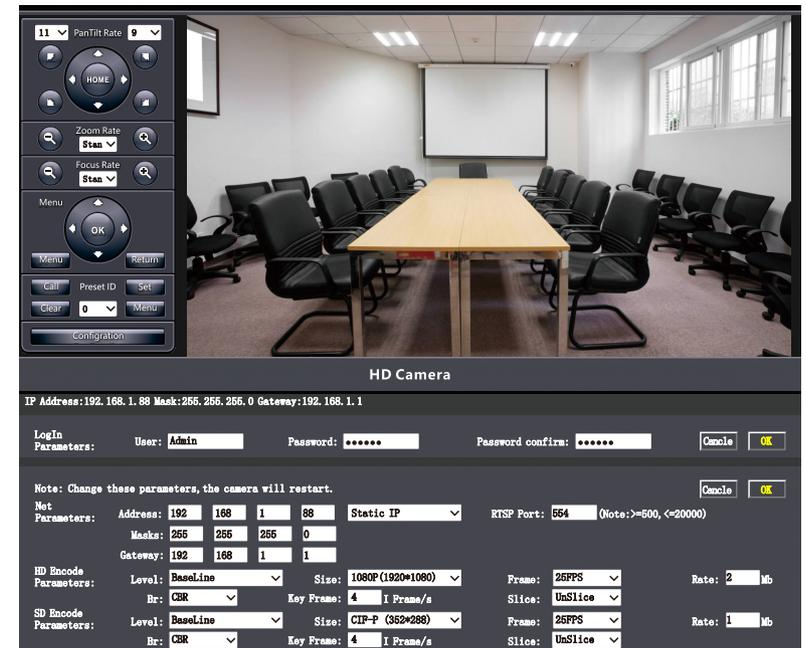 11 PanTilt Rate 9
HOME
Zoom Rate
Stan
Focus Rate
Stan
Menu
OK
Menu Return
Call Preset ID Set
Clear 0 Menu
Configration
HD Camera
IP Address:192.168.1.88 Mask:255.255.255.0 Gateway:192.168.1.1
LogIn
Parameters: User: Admin Password: ●●●●●● Password confirm: ●●●●●● Cancle OK
Note: Change these parameters, the camera will restart. Cancle OK
Net
Parameters: Address: 192 168 1 88 Static IP RTSP Port: 554 (Note:>=500, <=20000)
Masks: 255 255 255 0
Gateway: 192 168 1 1
HD Encode
Parameters: Level: BaseLine Size: 1080P(1920*1080) Frame: 25FPS Rate: 2 Mb
Br: CBR Key Frame: 4 I Frame/s Slice: UnSlice
SD Encode
Parameters: Level: BaseLine Size: CIF-P (352*288) Frame: 25FPS Rate: 1 Mb
Br: CBR Key Frame: 4 I Frame/s Slice: UnSlice